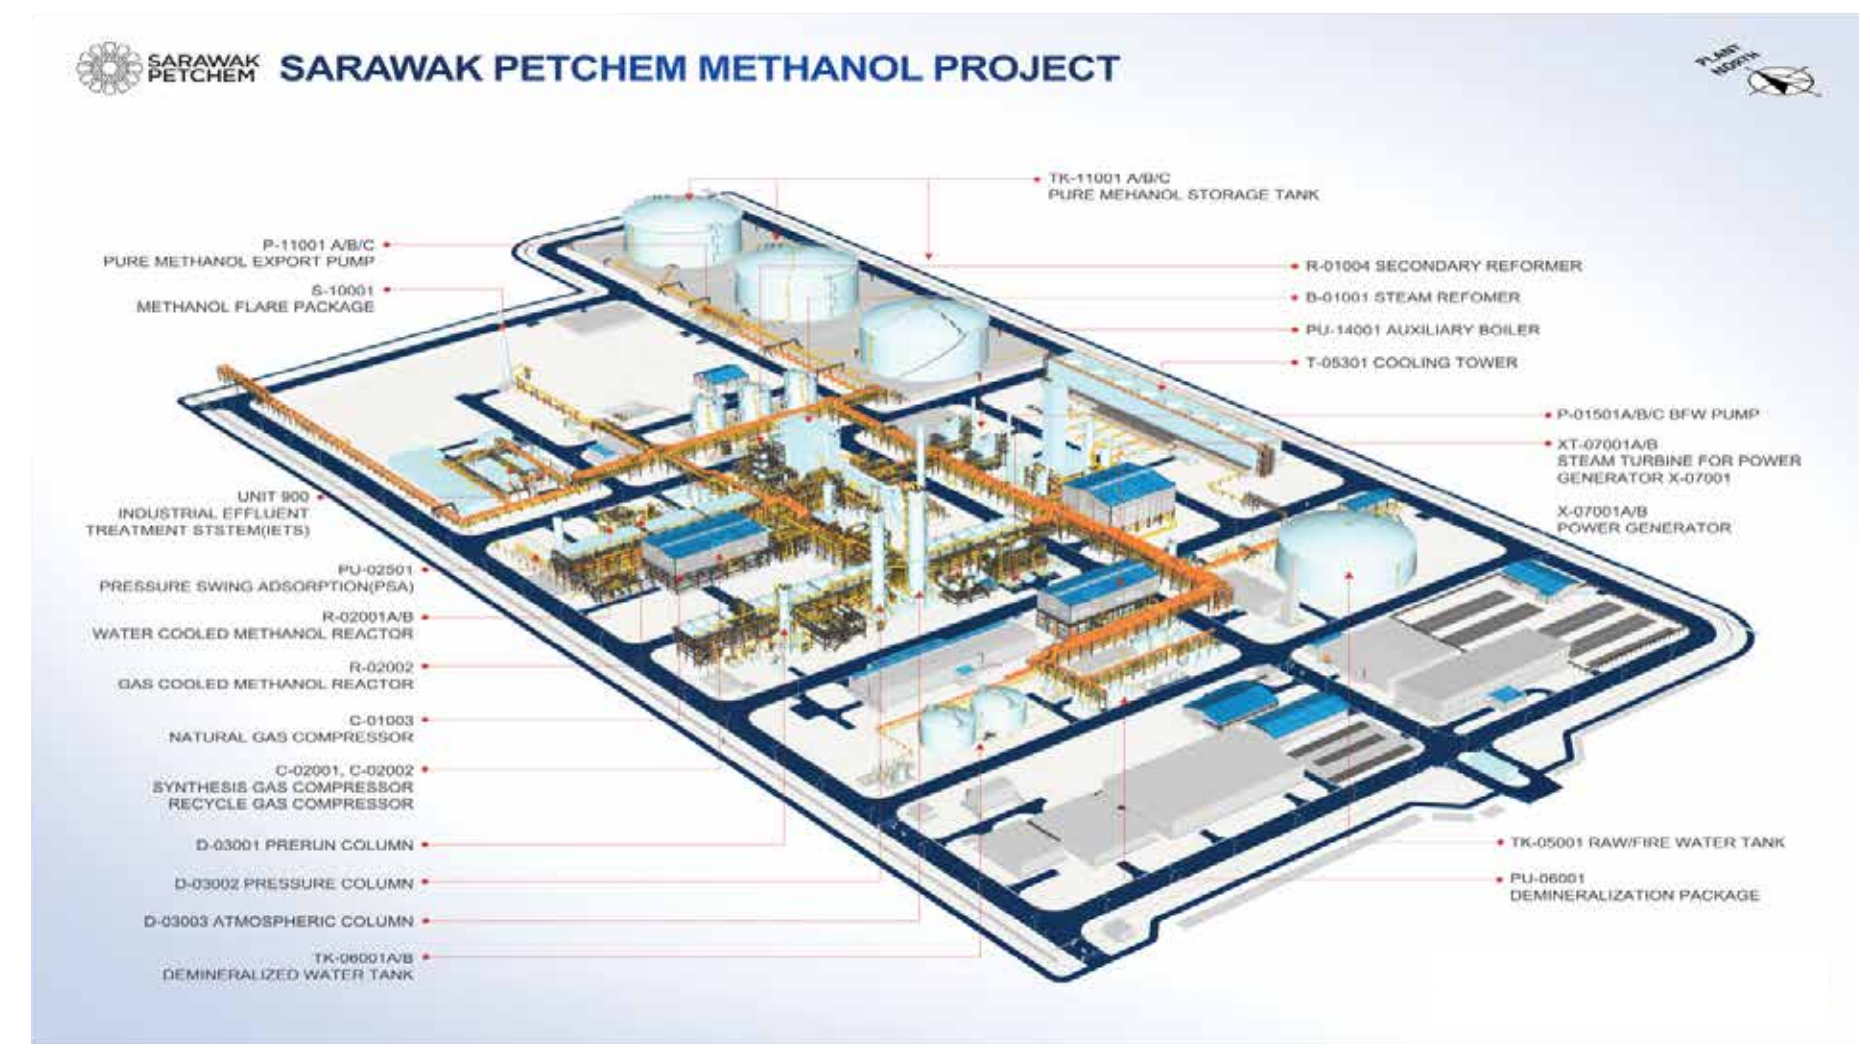 SARAWAK
PETCHEM
SARAWAK PETCHEM METHANOL PROJECT
PLANT
NORTH
TK-11001 A/B/C
PURE MEHANOL STORAGE TANK
P-11001 A/B/C
PURE METHANOL EXPORT PUMP
S-10001
METHANOL FLARE PACKAGE
R-01004 SECONDARY REFORMER
B-01001 STEAM REFOMER
PU-14001 AUXILIARY BOILER
T-05301 COOLING TOWER
P-01501A/B/C BFW PUMP
XT-07001A/B
STEAM TURBINE FOR POWER
GENERATOR X-07001
X-07001A/B
POWER GENERATOR
UNIT 900
INDUSTRIAL EFFLUENT
TREATMENT STSTEM(IETS)
PU-02501
PRESSURE SWING ADSORPTION(PSA)
R-02001A/B
WATER COOLED METHANOL REACTOR
R-02002
GAS COOLED METHANOL REACTOR
C-01003
NATURAL GAS COMPRESSOR
C-02001, C-02002
SYNTHESIS GAS COMPRESSOR
RECYCLE GAS COMPRESSOR
D-03001 PRERUN COLUMN
D-03002 PRESSURE COLUMN
D-03003 ATMOSPHERIC COLUMN
TK-06001A/B
DEMINERALIZED WATER TANK
TK-05001 RAW/FIRE WATER TANK
PU-06001
DEMINERALIZATION PACKAGE